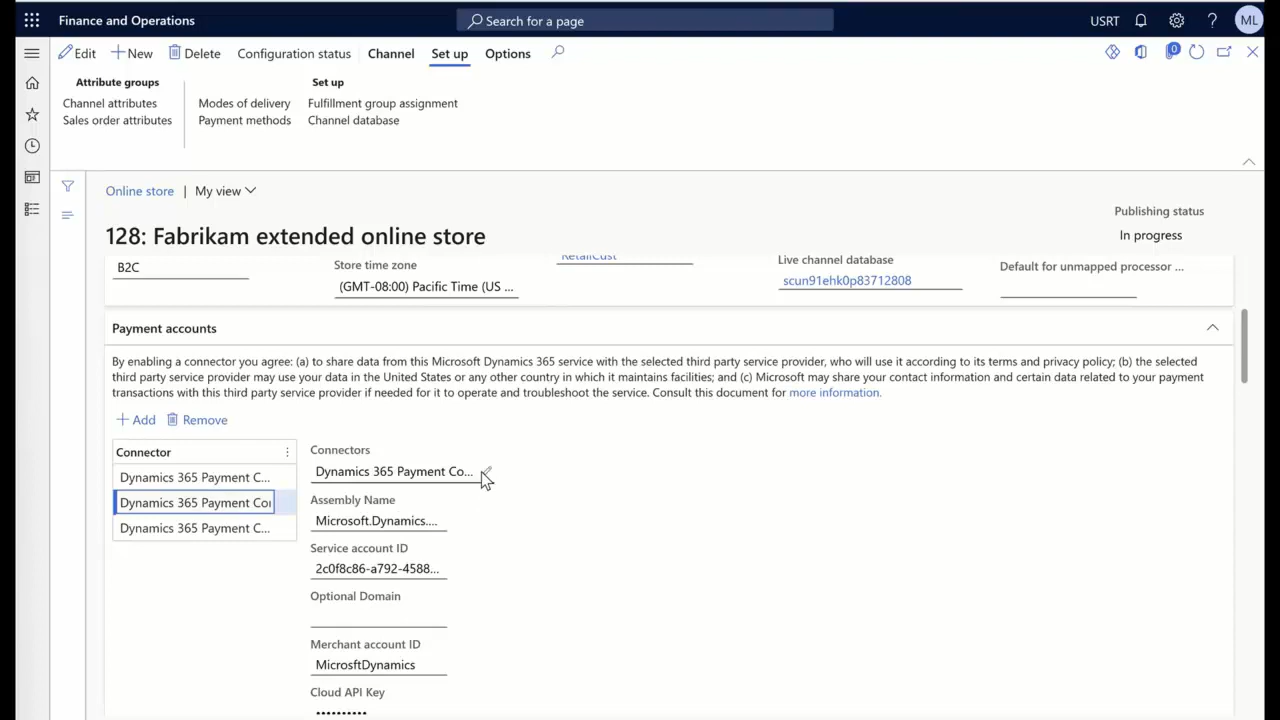 Finance and Operations
Search for a page
USRT
ML
Edit
New
Delete
Configuration status
Channel
Set up
Options
0
Attribute groups
Channel attributes
Sales order attributes
Modes of delivery
Payment methods
Set up
Fulfillment group assignment
Channel database
Online store | My view
128: Fabrikam extended online store
Publishing status
In progress
B2C
Store time zone
(GMT-08:00) Pacific Time (US ...
RetailCust
Live channel database
scun91ehk0p83712808
Default for unmapped processor ...
Payment accounts
By enabling a connector you agree: (a) to share data from this Microsoft Dynamics 365 service with the selected third party service provider, who will use it according to its terms and privacy policy; (b) the selected
third party service provider may use your data in the United States or any other country in which it maintains facilities; and (c) Microsoft may share your contact information and certain data related to your payment
transactions with this third party service provider if needed for it to operate and troubleshoot the service. Consult this document for more information.
Add
Remove
Connector
Dynamics 365 Payment C...
Dynamics 365 Payment Co
Dynamics 365 Payment C...
Connectors
Dynamics 365 Payment Co...
Assembly Name
Microsoft.Dynamics....
Service account ID
2c0f8c86-a792-4588...
Optional Domain
Merchant account ID
MicrosftDynamics
Cloud API Key
••••••••••